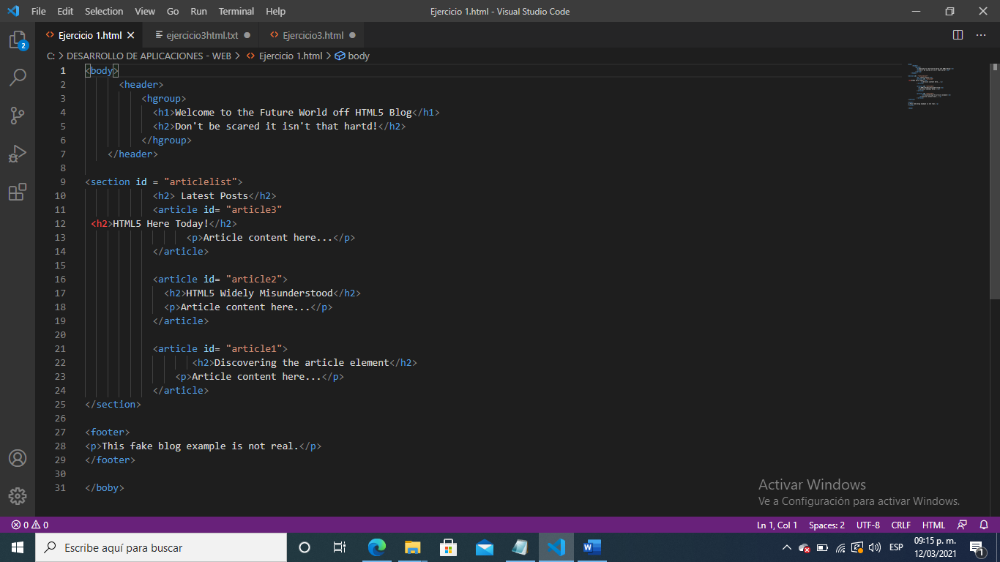 File Edit Selection View Go Run Terminal Help Ejercicio 1.html - Visual Studio Code
Ejercicio 1.html ejercicio3html.txt Ejercicio3.html
C: > DESARROLLO DE APLICACIONES - WEB > Ejercicio 1.html > body
1 <body>
2 <header>
3 <hgroup>
4 <h1>Welcome to the Future World off HTML5 Blog</h1>
5 <h2>Don't be scared it isn't that hartd!</h2>
6 </hgroup>
7 </header>
8
9 <section id = "articlelist">
10 <h2> Latest Posts</h2>
11 <article id= "article3"
12 <h2>HTML5 Here Today!</h2>
13 <p>Article content here...</p>
14 </article>
15
16 <article id= "article2">
17 <h2>HTML5 Widely Misunderstood</h2>
18 <p>Article content here...</p>
19 </article>
20
21 <article id= "article1">
22 <h2>Discovering the article element</h2>
23 <p>Article content here...</p>
24 </article>
25 </section>
26
27 <footer>
28 <p>This fake blog example is not real.</p>
29 </footer>
30
31 </boby>
2
Activar Windows
Ve a Configuración para activar Windows.
0 0 Ln 1, Col 1 Spaces: 2 UTF-8 CRLF HTML
Escribe aquí para buscar
ESP
09:15 p. m.
12/03/2021
1